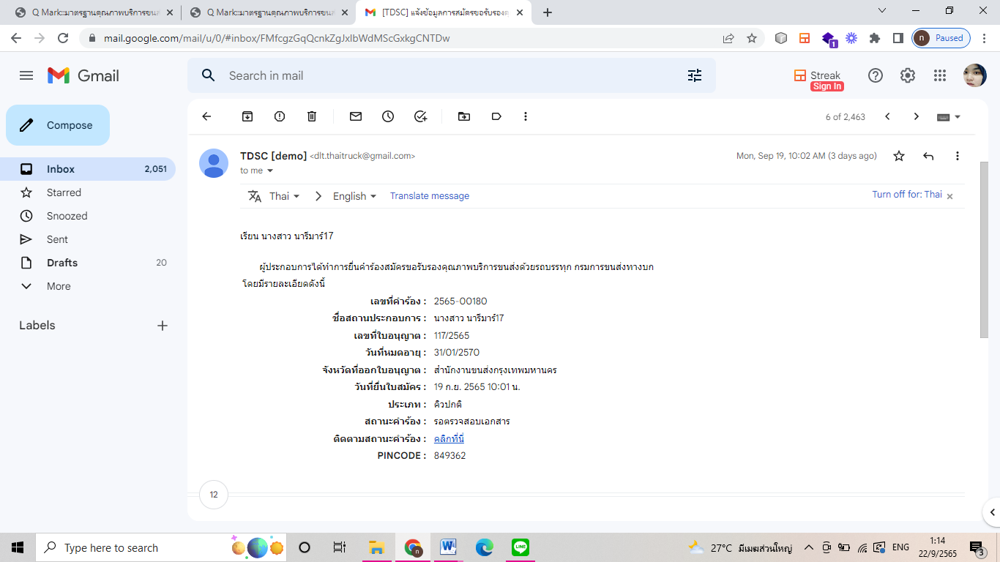 Q Mark:::มาตรฐานคุณภาพบริการขนส
Q Mark:::มาตรฐานคุณภาพบริการขนส
[TDSC] แจ้งข้อมูลการสมัครขอรับรองคุ
mail.google.com/mail/u/0/#inbox/FMfcgzGqQcnkZgJxIbWdMScGxkgCNTDw
1
n
Paused
Gmail
Search in mail
Streak
Sign In
Compose
6 of 2,463
Inbox 2,051
Starred
Snoozed
Sent
Drafts 20
More
Labels
TDSC [demo] <dlt.thaitruck@gmail.com>
Mon, Sep 19, 10:02 AM (3 days ago)
to me
Thai English Translate message
Turn off for: Thai
เรียน นางสาว นารีมาร์17
ผู้ประกอบการได้ทำการยื่นคำร้องสมัครขอรับรองคุณภาพบริการขนส่งด้วยรถบรรทุก กรมการขนส่งทางบก
โดยมีรายละเอียดดังนี้
เลขที่คำร้อง : 2565-00180
ชื่อสถานประกอบการ : นางสาว นารีมาร์17
เลขที่ใบอนุญาต : 117/2565
วันที่หมดอายุ : 31/01/2570
จังหวัดที่ออกใบอนุญาต : สำนักงานขนส่งกรุงเทพมหานคร
วันที่ยื่นใบสมัคร : 19 ก.ย. 2565 10:01 น.
ประเภท : คิวปกติ
สถานะคำร้อง : รอตรวจสอบเอกสาร
ติดตามสถานะคำร้อง : คลิกที่นี่
PINCODE : 849362
12
Type here to search
27°C มีเมฆส่วนใหญ่
ENG
1:14
22/9/2565
3